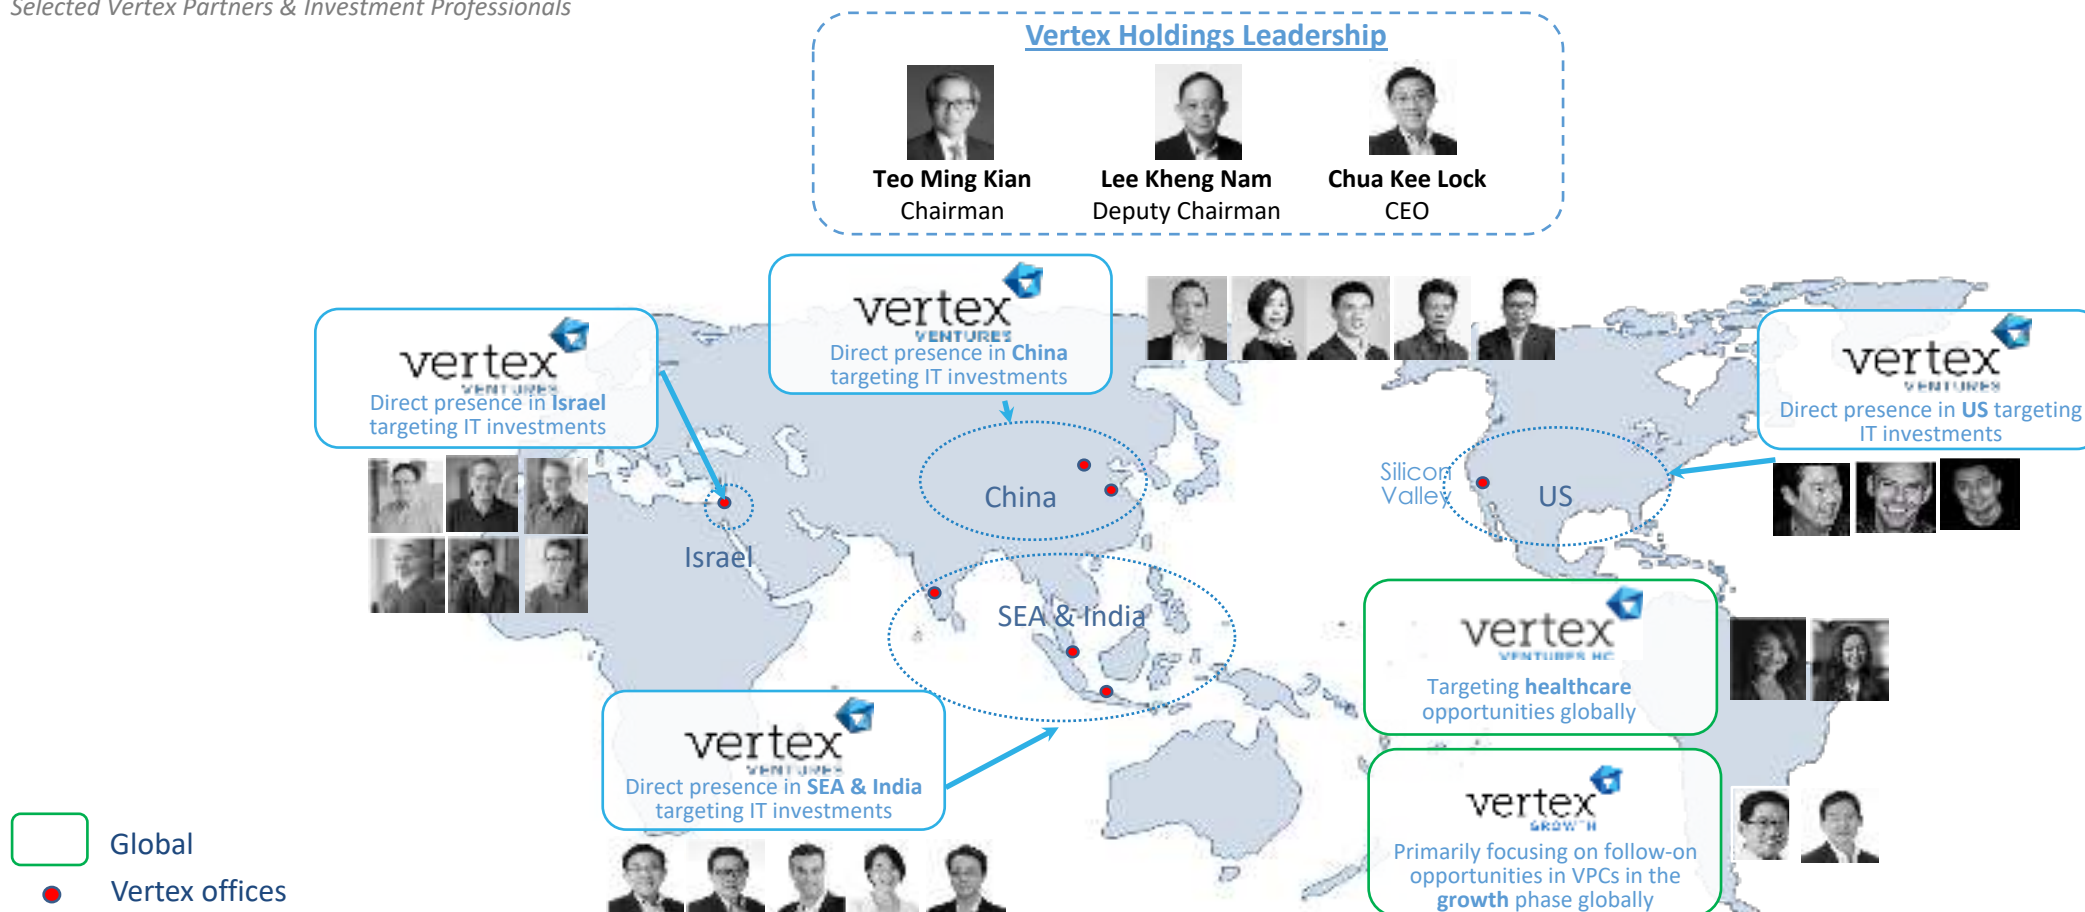 Selected Vertex Partners & Investment Professionals
Vertex Holdings Leadership
Teo Ming Kian
Chairman
Lee Kheng Nam
Deputy Chairman
Chua Kee Lock
CEO
vertex
VENTURES
Direct presence in Israel
targeting IT investments
vertex
VENTURES
Direct presence in China
targeting IT investments
vertex
VENTURES
Direct presence in US targeting
IT investments
Silicon
Valley
US
China
Israel
SEA & India
vertex
VENTURES HC
Targeting healthcare
opportunities globally
vertex
VENTURES
Direct presence in SEA & India
targeting IT investments
vertex
GROWTH
Primarily focusing on follow-on
opportunities in VPCs in the
growth phase globally
Global
Vertex offices